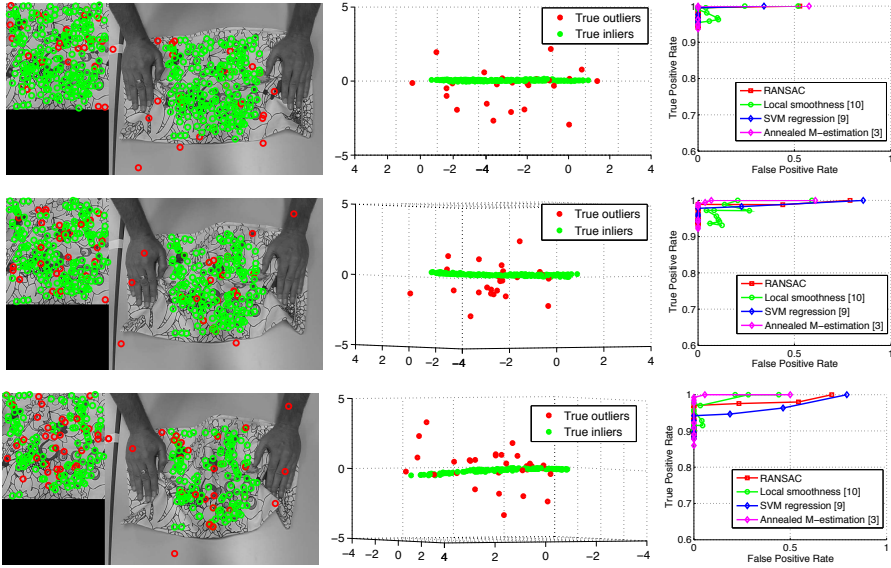 5
0
−5
4
2
0
−2
−4
−2
0
2
4
True outliers
True inliers
1
0.9
0.8
0.7
0.6
0
0.5
1
True Positive Rate
False Positive Rate
RANSAC
Local smoothness [10]
SVM regression [9]
Annealed M-estimation [3]
5
0
−5
4
2
0
−2
−4
0
2
4
True outliers
True inliers
1
0.9
0.8
0.7
0.6
0
0.5
1
True Positive Rate
False Positive Rate
RANSAC
Local smoothness [10]
SVM regression [9]
Annealed M-estimation [3]
5
0
−5
−4
−2
0
2
4
4
2
0
−2
−4
True outliers
True inliers
1
0.9
0.8
0.7
0.6
0
0.5
1
True Positive Rate
False Positive Rate
RANSAC
Local smoothness [10]
SVM regression [9]
Annealed M-estimation [3]